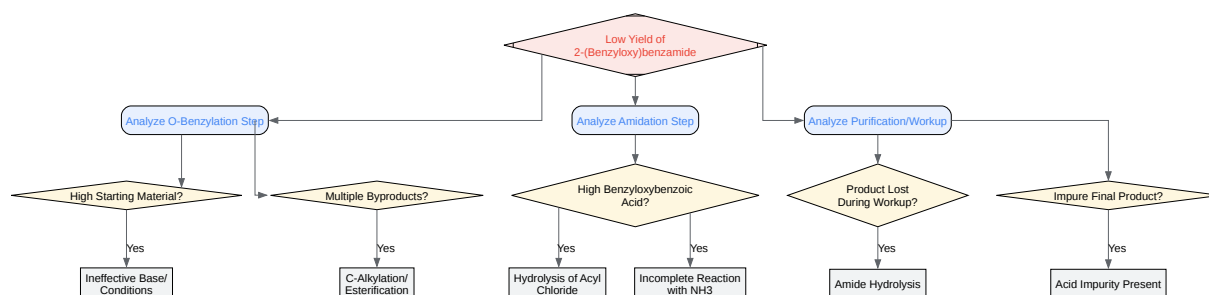 Low Yield of
2-(Benzyloxy)benzamide
Analyze O-Benzylation Step
Analyze Amidation Step
Analyze Purification/Workup
High Starting Material?
Multiple Byproducts?
High Benzyloxybenzoic
Acid?
Product Lost
During Workup?
Impure Final Product?
Yes
Yes
Yes
Yes
Yes
Yes
Ineffective Base/
Conditions
C-Alkylation/
Esterification
Hydrolysis of Acyl
Chloride
Incomplete Reaction
with NH3
Amide Hydrolysis
Acid Impurity Present